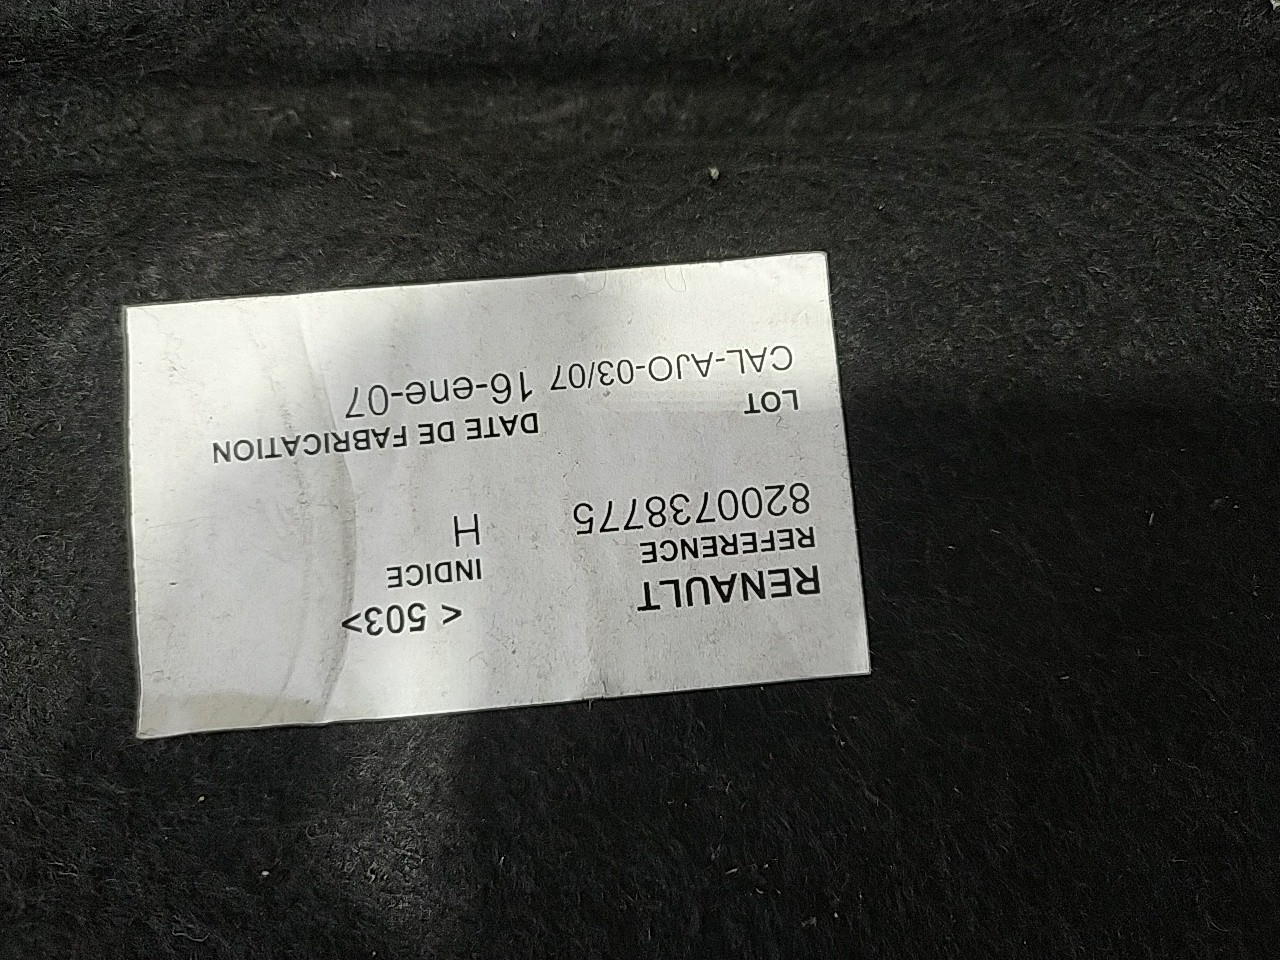 RENAULT < 503>
REFERENCE INDICE
8200738775 H
LOT DATE DE FABRICATION
CAL-AJO-03/07 16-ene-07